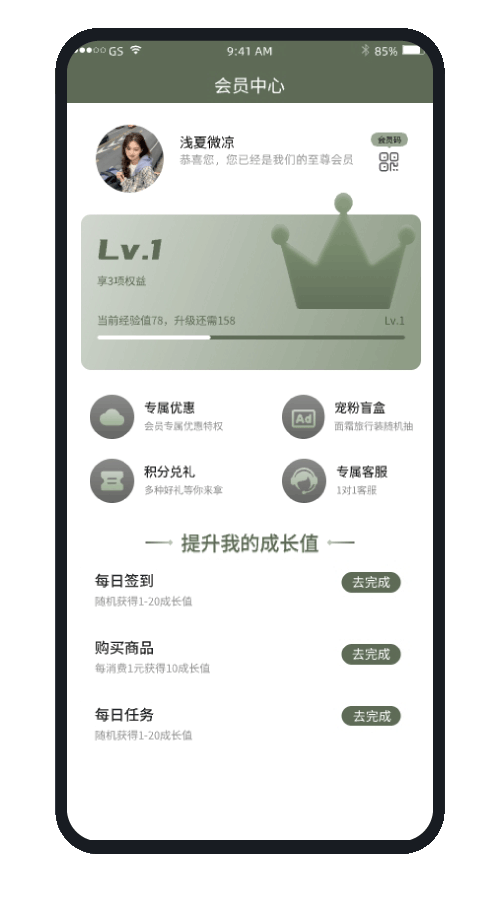 GS
9:41 AM
85%
会员中心
浅夏微凉
恭喜您，您已经是我们的至尊会员
会员码
Lv.1
享3项权益
当前经验值78，升级还需158
Lv.1
专属优惠
会员专属优惠特权
Ad
宠粉盲盒
面霜旅行装随机抽
积分兑礼
多种好礼等你来拿
专属客服
1对1客服
提升我的成长值
每日签到
随机获得1-20成长值
去完成
购买商品
每消费1元获得10成长值
去完成
每日任务
随机获得1-20成长值
去完成